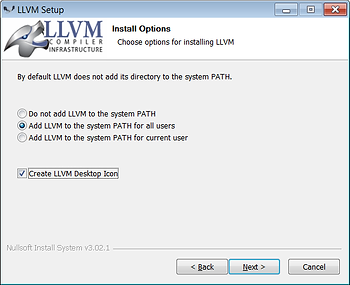 LLVM Setup
LLVM
COMPILER
INFRASTRUCTURE
Install Options
Choose options for installing LLVM
By default LLVM does not add its directory to the system PATH.
Do not add LLVM to the system PATH
Add LLVM to the system PATH for all users
Add LLVM to the system PATH for current user
Create LLVM Desktop Icon
Nullsoft Install System v3.02.1
< Back
Next >
Cancel